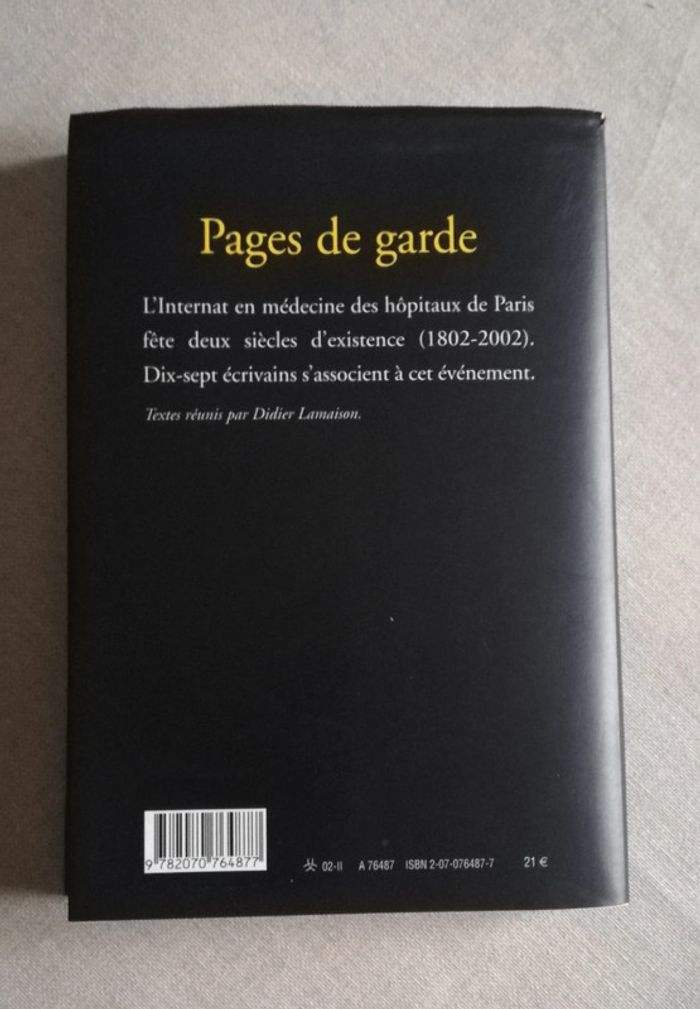 Pages de garde
L'Internat en médecine des hôpitaux de Paris
fête deux siècles d'existence (1802-2002).
Dix-sept écrivains s'associent à cet événement.
Textes réunis par Didier Lamaison.
9 782070 764877
02-II A 76487 ISBN 2-07-076487-7 21 €